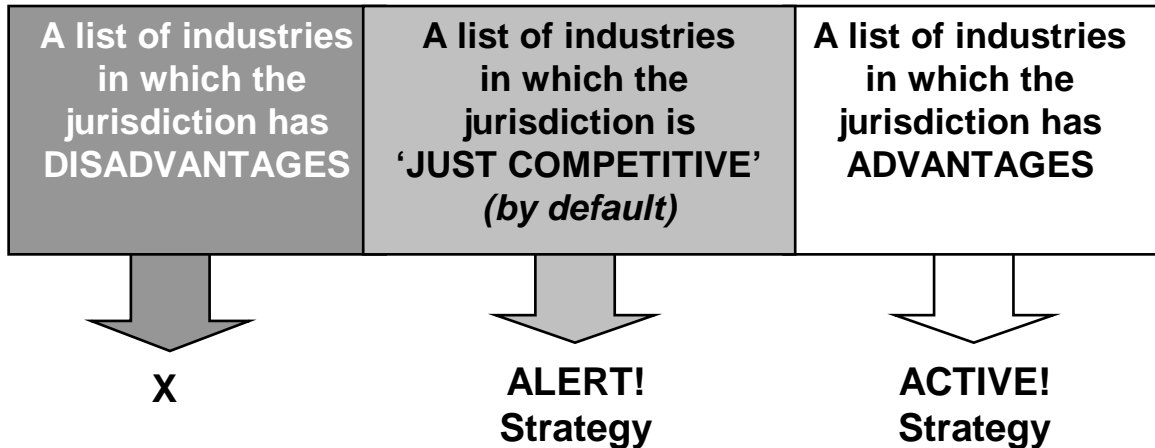 A list of industries
in which the
jurisdiction has
DISADVANTAGES
A list of industries
in which the
jurisdiction is
‘JUST COMPETITIVE’
(by default)
A list of industries
in which the
jurisdiction has
ADVANTAGES
X
ALERT!
Strategy
ACTIVE!
Strategy